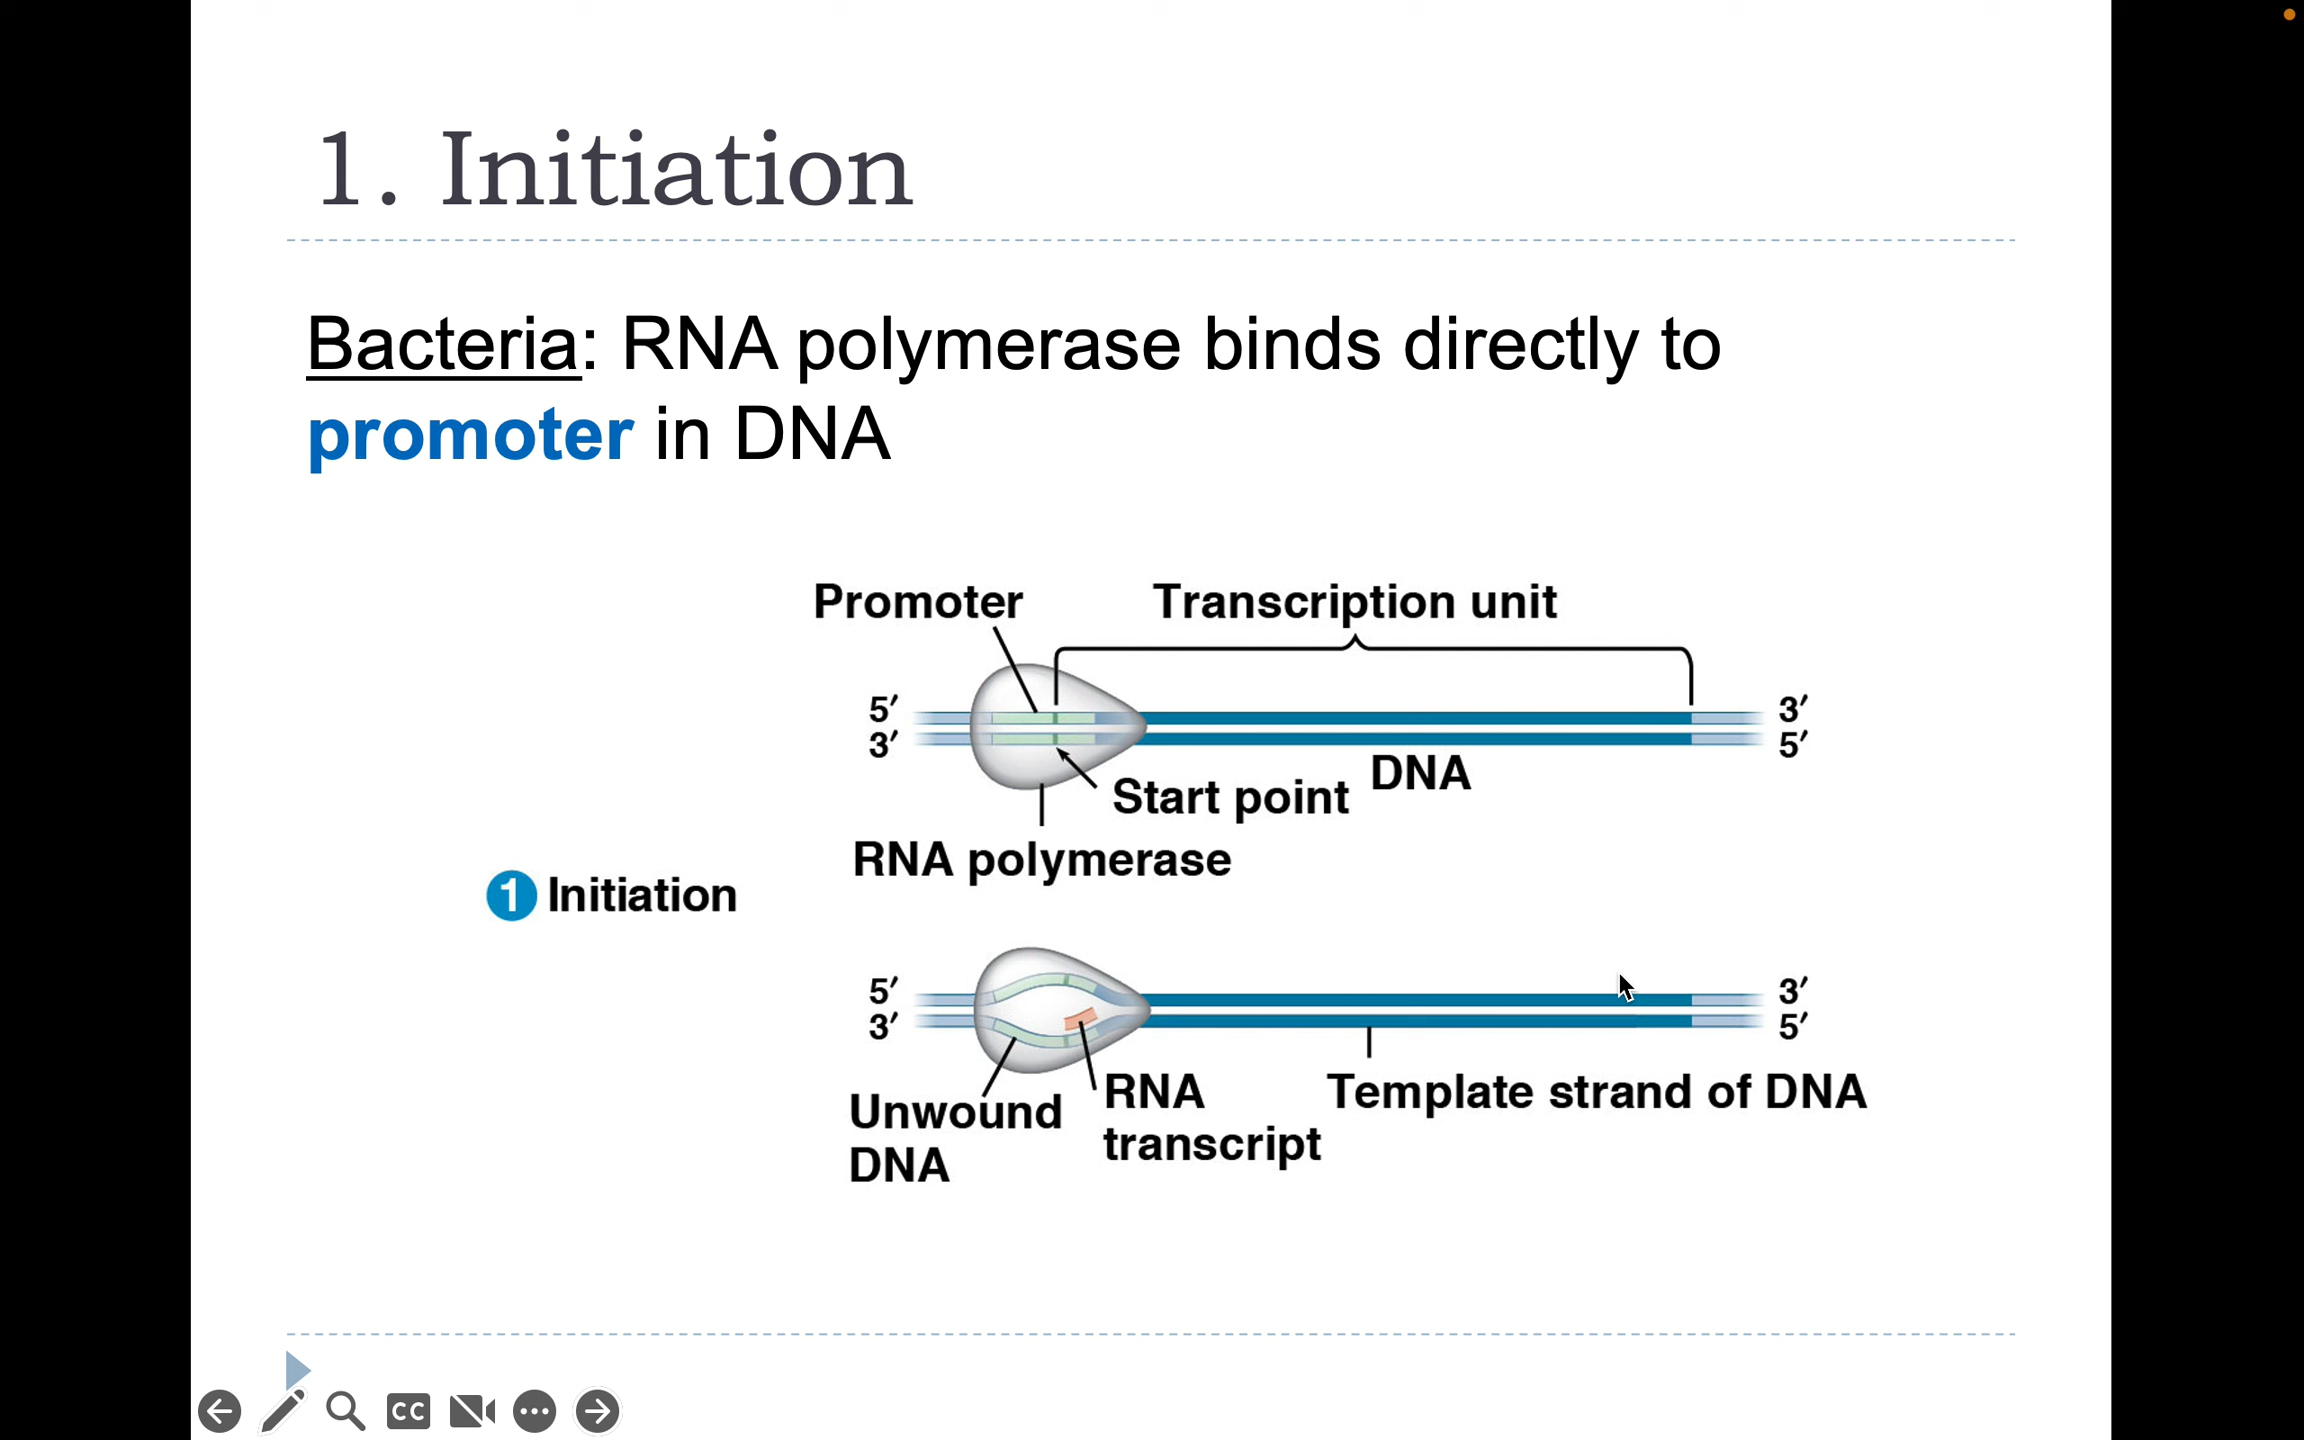 1. Initiation
Bacteria: RNA polymerase binds directly to
promoter in DNA
Promoter
Transcription unit
5′
3′
3′
5′
DNA
Start point
RNA polymerase
1 Initiation
5′
3′
3′
5′
Unwound
DNA
RNA
transcript
Template strand of DNA
CC